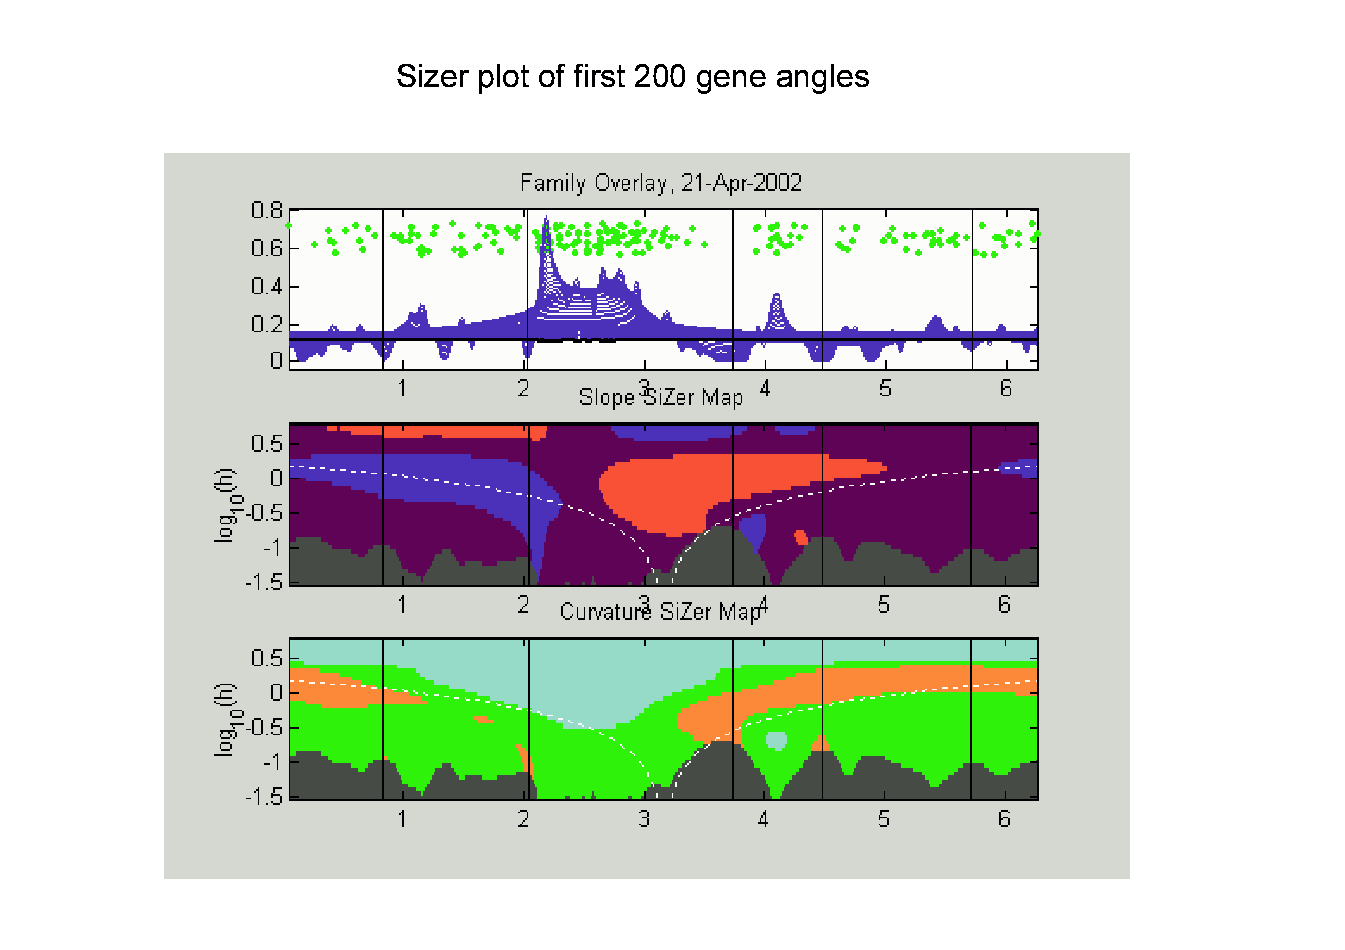 Sizer plot of first 200 gene angles
Family Overlay, 21-Apr-2002
0.8
0.6
0.4
0.2
0
1 2 3 4 5 6
Slope SiZer Map
log10(h)
0.5
0
-0.5
-1
-1.5
1 2 3 4 5 6
Curvature SiZer Map
log10(h)
0.5
0
-0.5
-1
-1.5
1 2 3 4 5 6